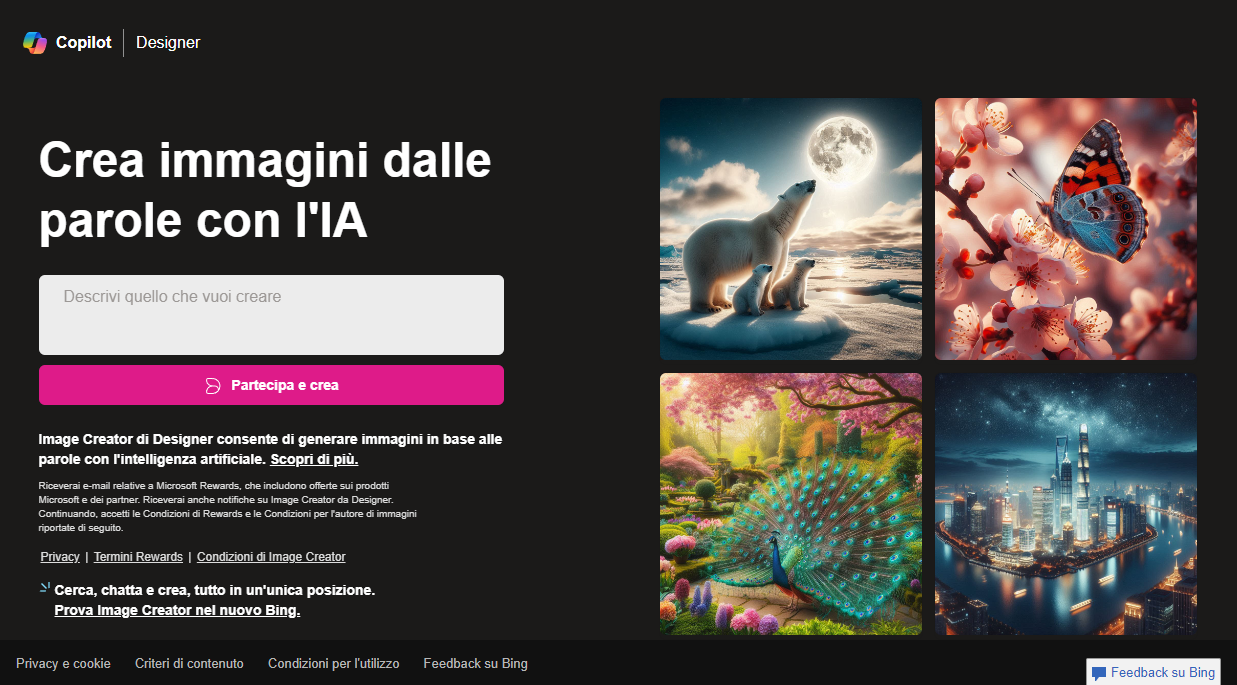 Copilot | Designer
Crea immagini dalle
parole con l'IA
Descrivi quello che vuoi creare
Partecipa e crea
Image Creator di Designer consente di generare immagini in base alle
parole con l'intelligenza artificiale. Scopri di più.
Riceverai e-mail relative a Microsoft Rewards, che includono offerte sui prodotti
Microsoft e dei partner. Riceverai anche notifiche su Image Creator da Designer.
Continuando, accetti le Condizioni di Rewards e le Condizioni per l'autore di immagini
riportate di seguito.
Privacy | Termini Rewards | Condizioni di Image Creator
Cerca, chatta e crea, tutto in un'unica posizione.
Prova Image Creator nel nuovo Bing.
Privacy e cookie Criteri di contenuto Condizioni per l'utilizzo Feedback su Bing
Feedback su Bing